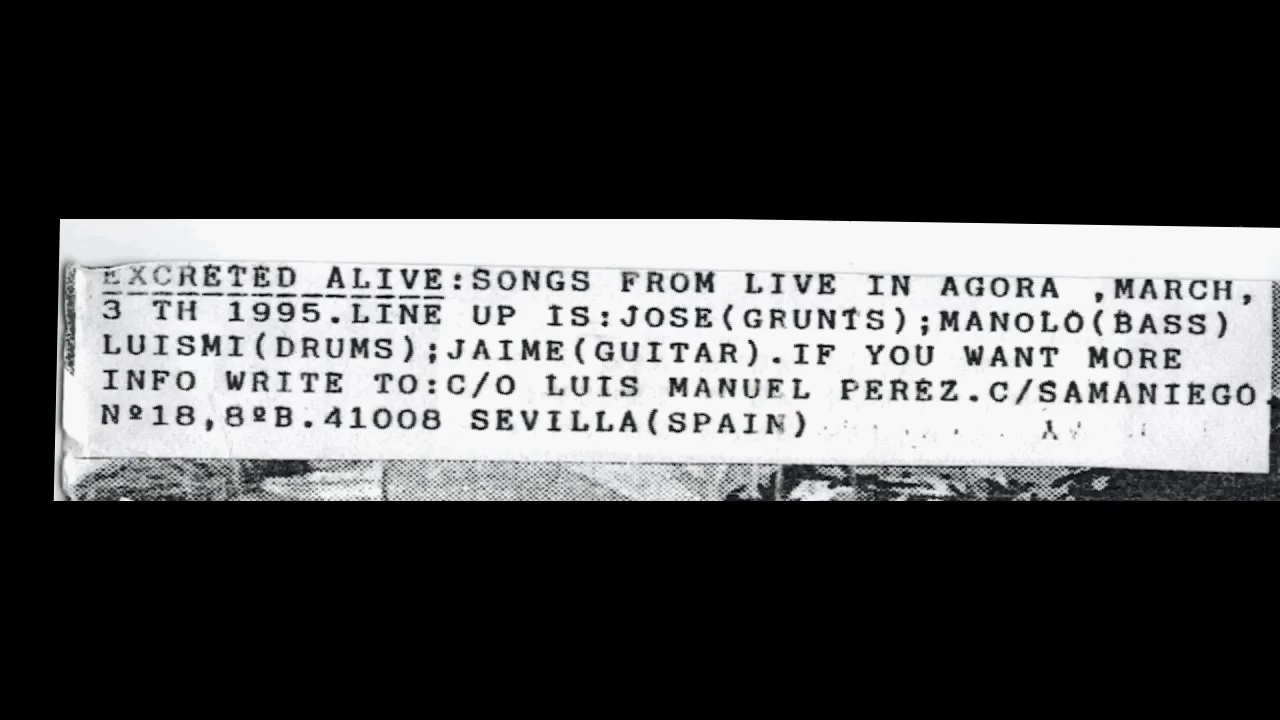 EXCRETED ALIVE:SONGS FROM LIVE IN AGORA ,MARCH,
3 TH 1995.LINE UP IS:JOSE(GRUNTS);MANOLO(BASS)
LUISMI(DRUMS);JAIME(GUITAR).IF YOU WANT MORE
INFO WRITE TO:C/O LUIS MANUEL PEREZ.C/SAMANIEGO
Nº18,8ºB.41008 SEVILLA(SPAIN)